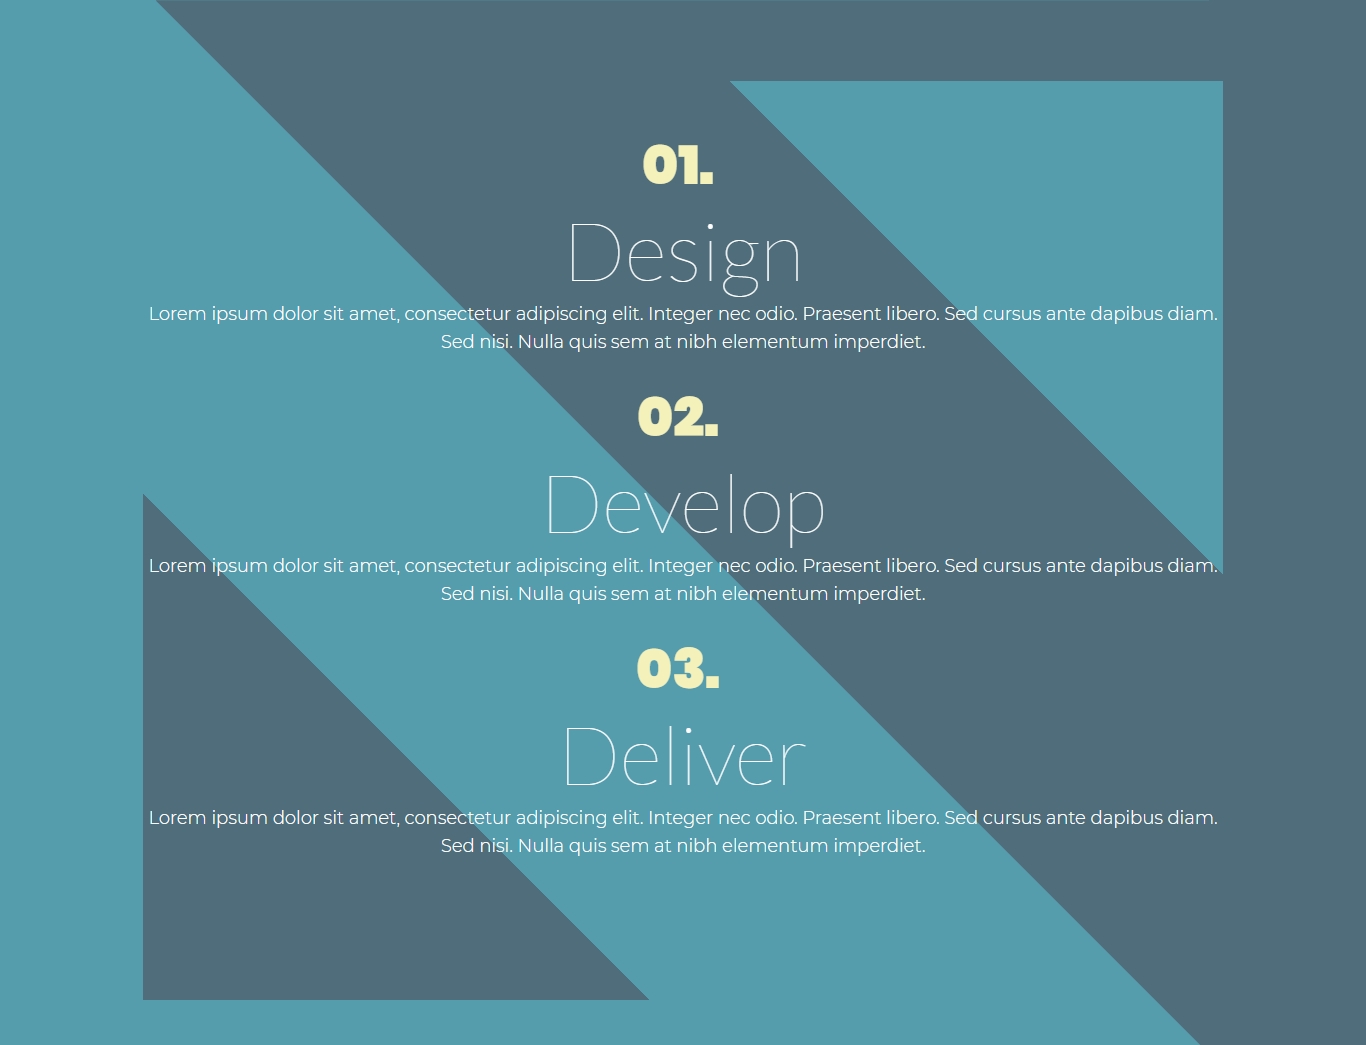 01.
Design
Lorem ipsum dolor sit amet, consectetur adipiscing elit. Integer nec odio. Praesent libero. Sed cursus ante dapibus diam.
Sed nisi. Nulla quis sem at nibh elementum imperdiet.
02.
Develop
Lorem ipsum dolor sit amet, consectetur adipiscing elit. Integer nec odio. Praesent libero. Sed cursus ante dapibus diam.
Sed nisi. Nulla quis sem at nibh elementum imperdiet.
03.
Deliver
Lorem ipsum dolor sit amet, consectetur adipiscing elit. Integer nec odio. Praesent libero. Sed cursus ante dapibus diam.
Sed nisi. Nulla quis sem at nibh elementum imperdiet.